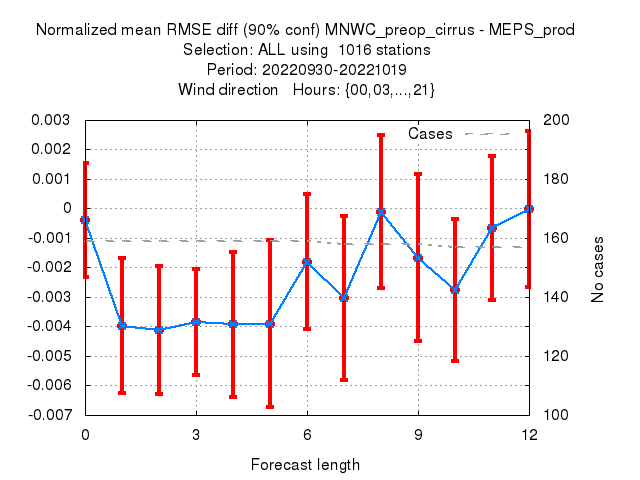 Normalized mean RMSE diff (90% conf) MNWC_preop_cirrus - MEPS_prod
Selection: ALL using  1016 stations
Period: 20220930-20221019
Wind direction   Hours: {00,03,...,21}
0.003
0.002
0.001
0
-0.001
-0.002
-0.003
-0.004
-0.005
-0.006
-0.007
200
180
160
140
120
100
Cases
No cases
0 3 6 9 12
Forecast length